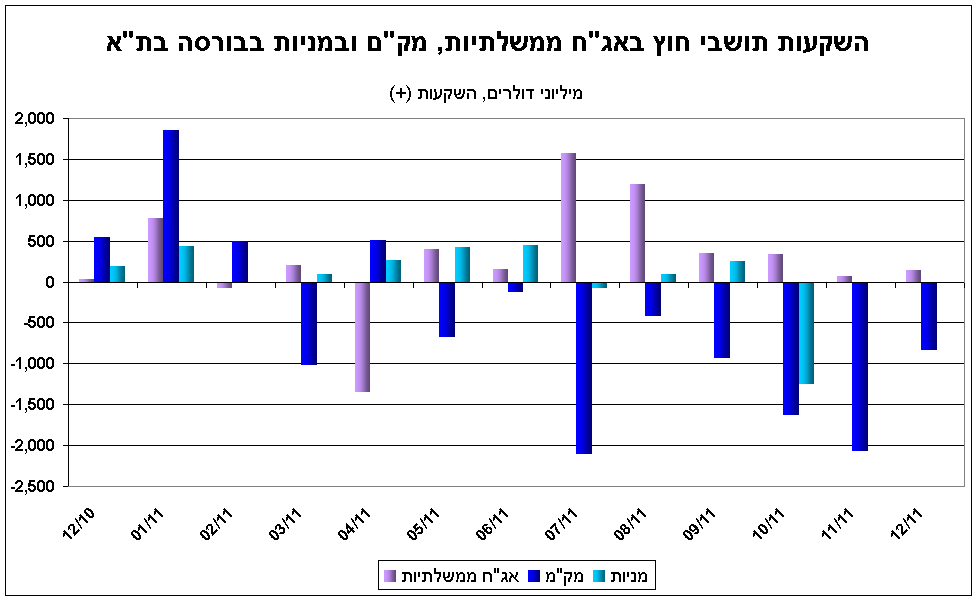 השקעות תושבי חוץ באג"ח ממשלתיות, מק"ם ובמניות בבורסה בת"א
מיליוני דולרים, השקעות (+)
2,000
1,500
1,000
500
0
-500
-1,000
-1,500
-2,000
-2,500
12/10 01/11 02/11 03/11 04/11 05/11 06/11 07/11 08/11 09/11 10/11 11/11 12/11
אג"ח ממשלתיות מק"מ מניות